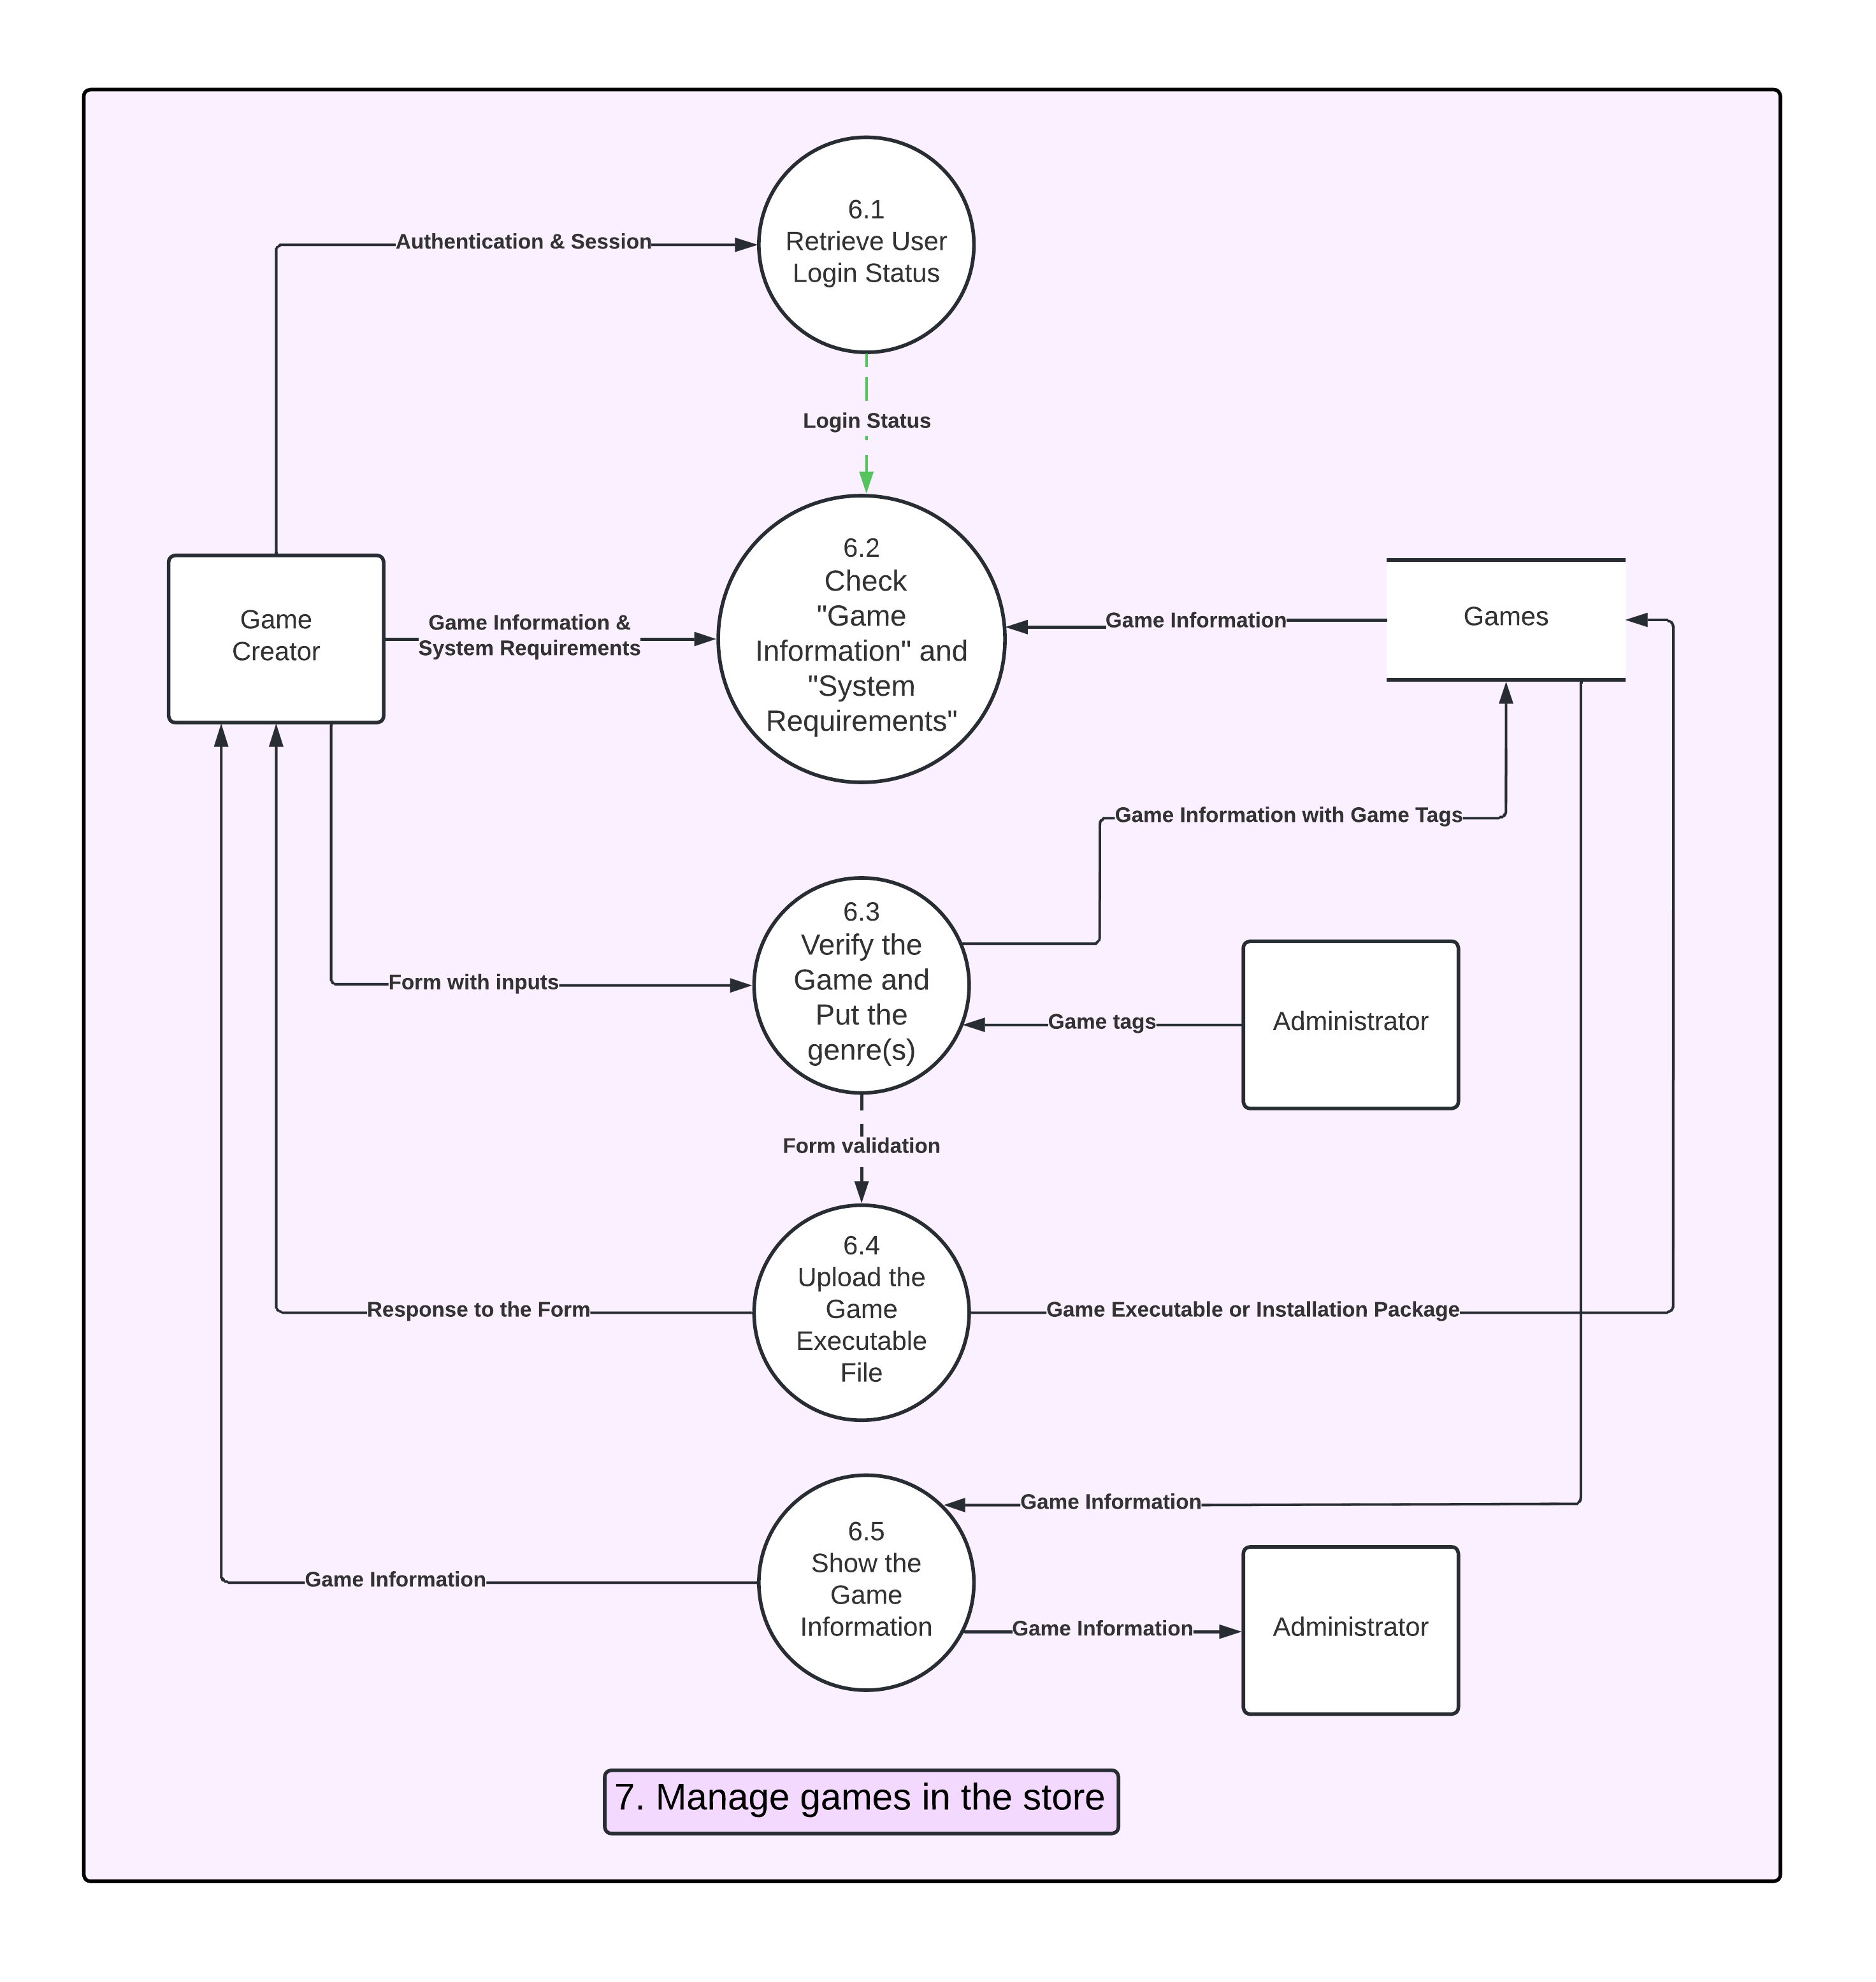 6.1
Retrieve User
Login Status
Authentication & Session
Login Status
Game
Creator
Game Information &
System Requirements
6.2
Check
"Game
Information" and
"System
Requirements"
Game Information
Games
Game Information with Game Tags
6.3
Verify the
Game and
Put the
genre(s)
Form with inputs
Game tags
Administrator
Form validation
6.4
Upload the
Game
Executable
File
Response to the Form
Game Executable or Installation Package
Game Information
6.5
Show the
Game
Information
Game Information
Game Information
Administrator
7. Manage games in the store